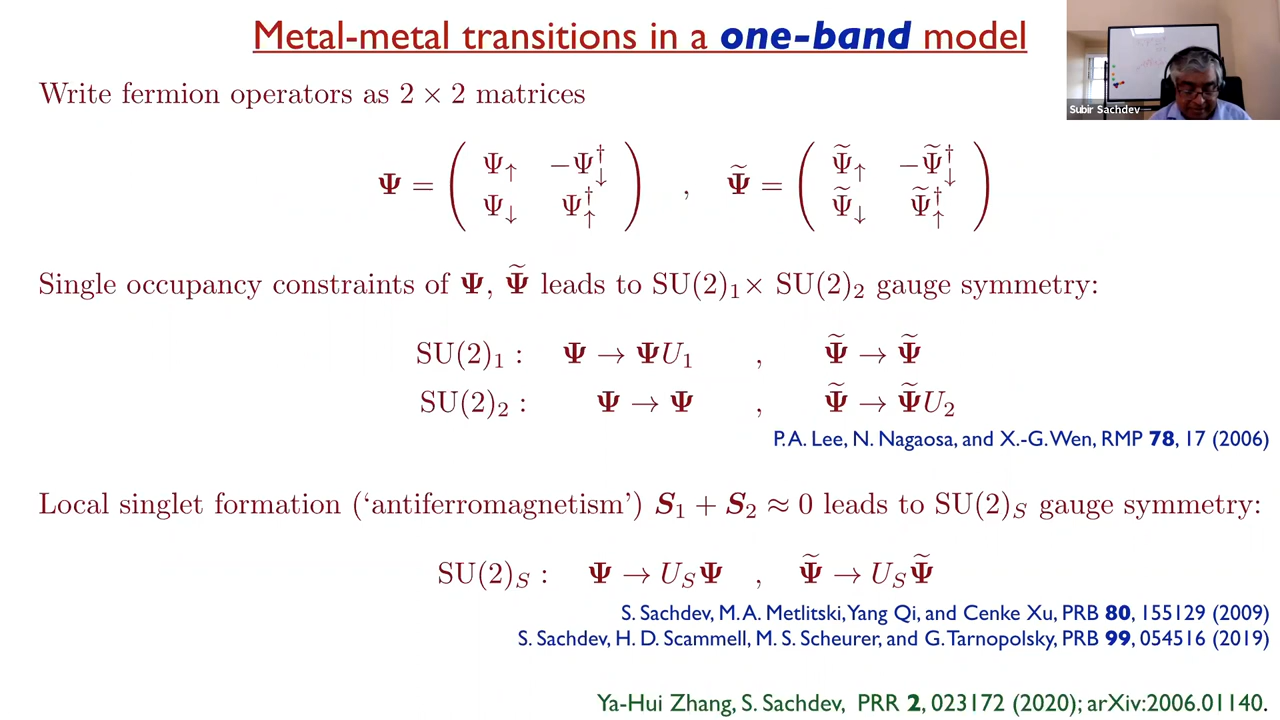 Metal-metal transitions in a one-band model
Subir Sachdev
Write fermion operators as 2 × 2 matrices
𝚿 = ( Ψ↑ −Ψ↓† ; Ψ↓ Ψ↑† ) , 𝚿̃ = ( Ψ̃↑ −Ψ̃↓† ; Ψ̃↓ Ψ̃↑† )
Single occupancy constraints of 𝚿, 𝚿̃ leads to SU(2)₁× SU(2)₂ gauge symmetry:
SU(2)₁ : 𝚿 → 𝚿U₁ , 𝚿̃ → 𝚿̃
SU(2)₂ : 𝚿 → 𝚿 , 𝚿̃ → 𝚿̃U₂
P.A. Lee, N. Nagaosa, and X.-G. Wen, RMP 78, 17 (2006)
Local singlet formation (‘antiferromagnetism’) S₁ + S₂ ≈ 0 leads to SU(2)_S gauge symmetry:
SU(2)_S : 𝚿 → U_S𝚿 , 𝚿̃ → U_S𝚿̃
S. Sachdev, M.A. Metlitski, Yang Qi, and Cenke Xu, PRB 80, 155129 (2009)
S. Sachdev, H. D. Scammell, M. S. Scheurer, and G. Tarnopolsky, PRB 99, 054516 (2019)
Ya-Hui Zhang, S. Sachdev, PRR 2, 023172 (2020); arXiv:2006.01140.